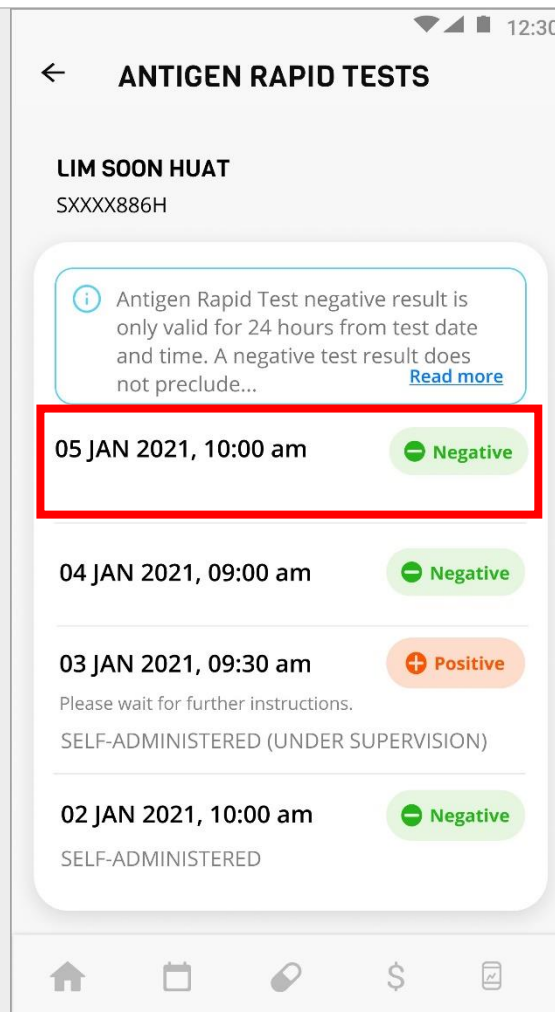 12:30
ANTIGEN RAPID TESTS
LIM SOON HUAT
SXXXX886H
Antigen Rapid Test negative result is
only valid for 24 hours from test date
and time. A negative test result does
not preclude... Read more
05 JAN 2021, 10:00 am Negative
04 JAN 2021, 09:00 am Negative
03 JAN 2021, 09:30 am Positive
Please wait for further instructions.
SELF-ADMINISTERED (UNDER SUPERVISION)
02 JAN 2021, 10:00 am Negative
SELF-ADMINISTERED